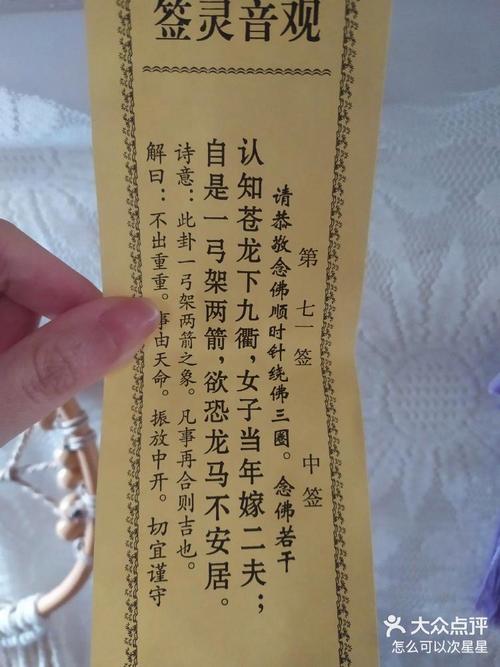 观音灵签
第七一签 中签
请恭敬念佛顺时针绕佛三圈。念佛若干
认知苍龙下九衢，女子当年嫁二夫；
自是一弓架两箭，欲恐龙马不安居。
诗意：此卦一弓架两箭之象。凡事再合则吉也。
解曰：不出重重。事由天命。振放中开。切宜谨守
大众点评
怎么可以次星星